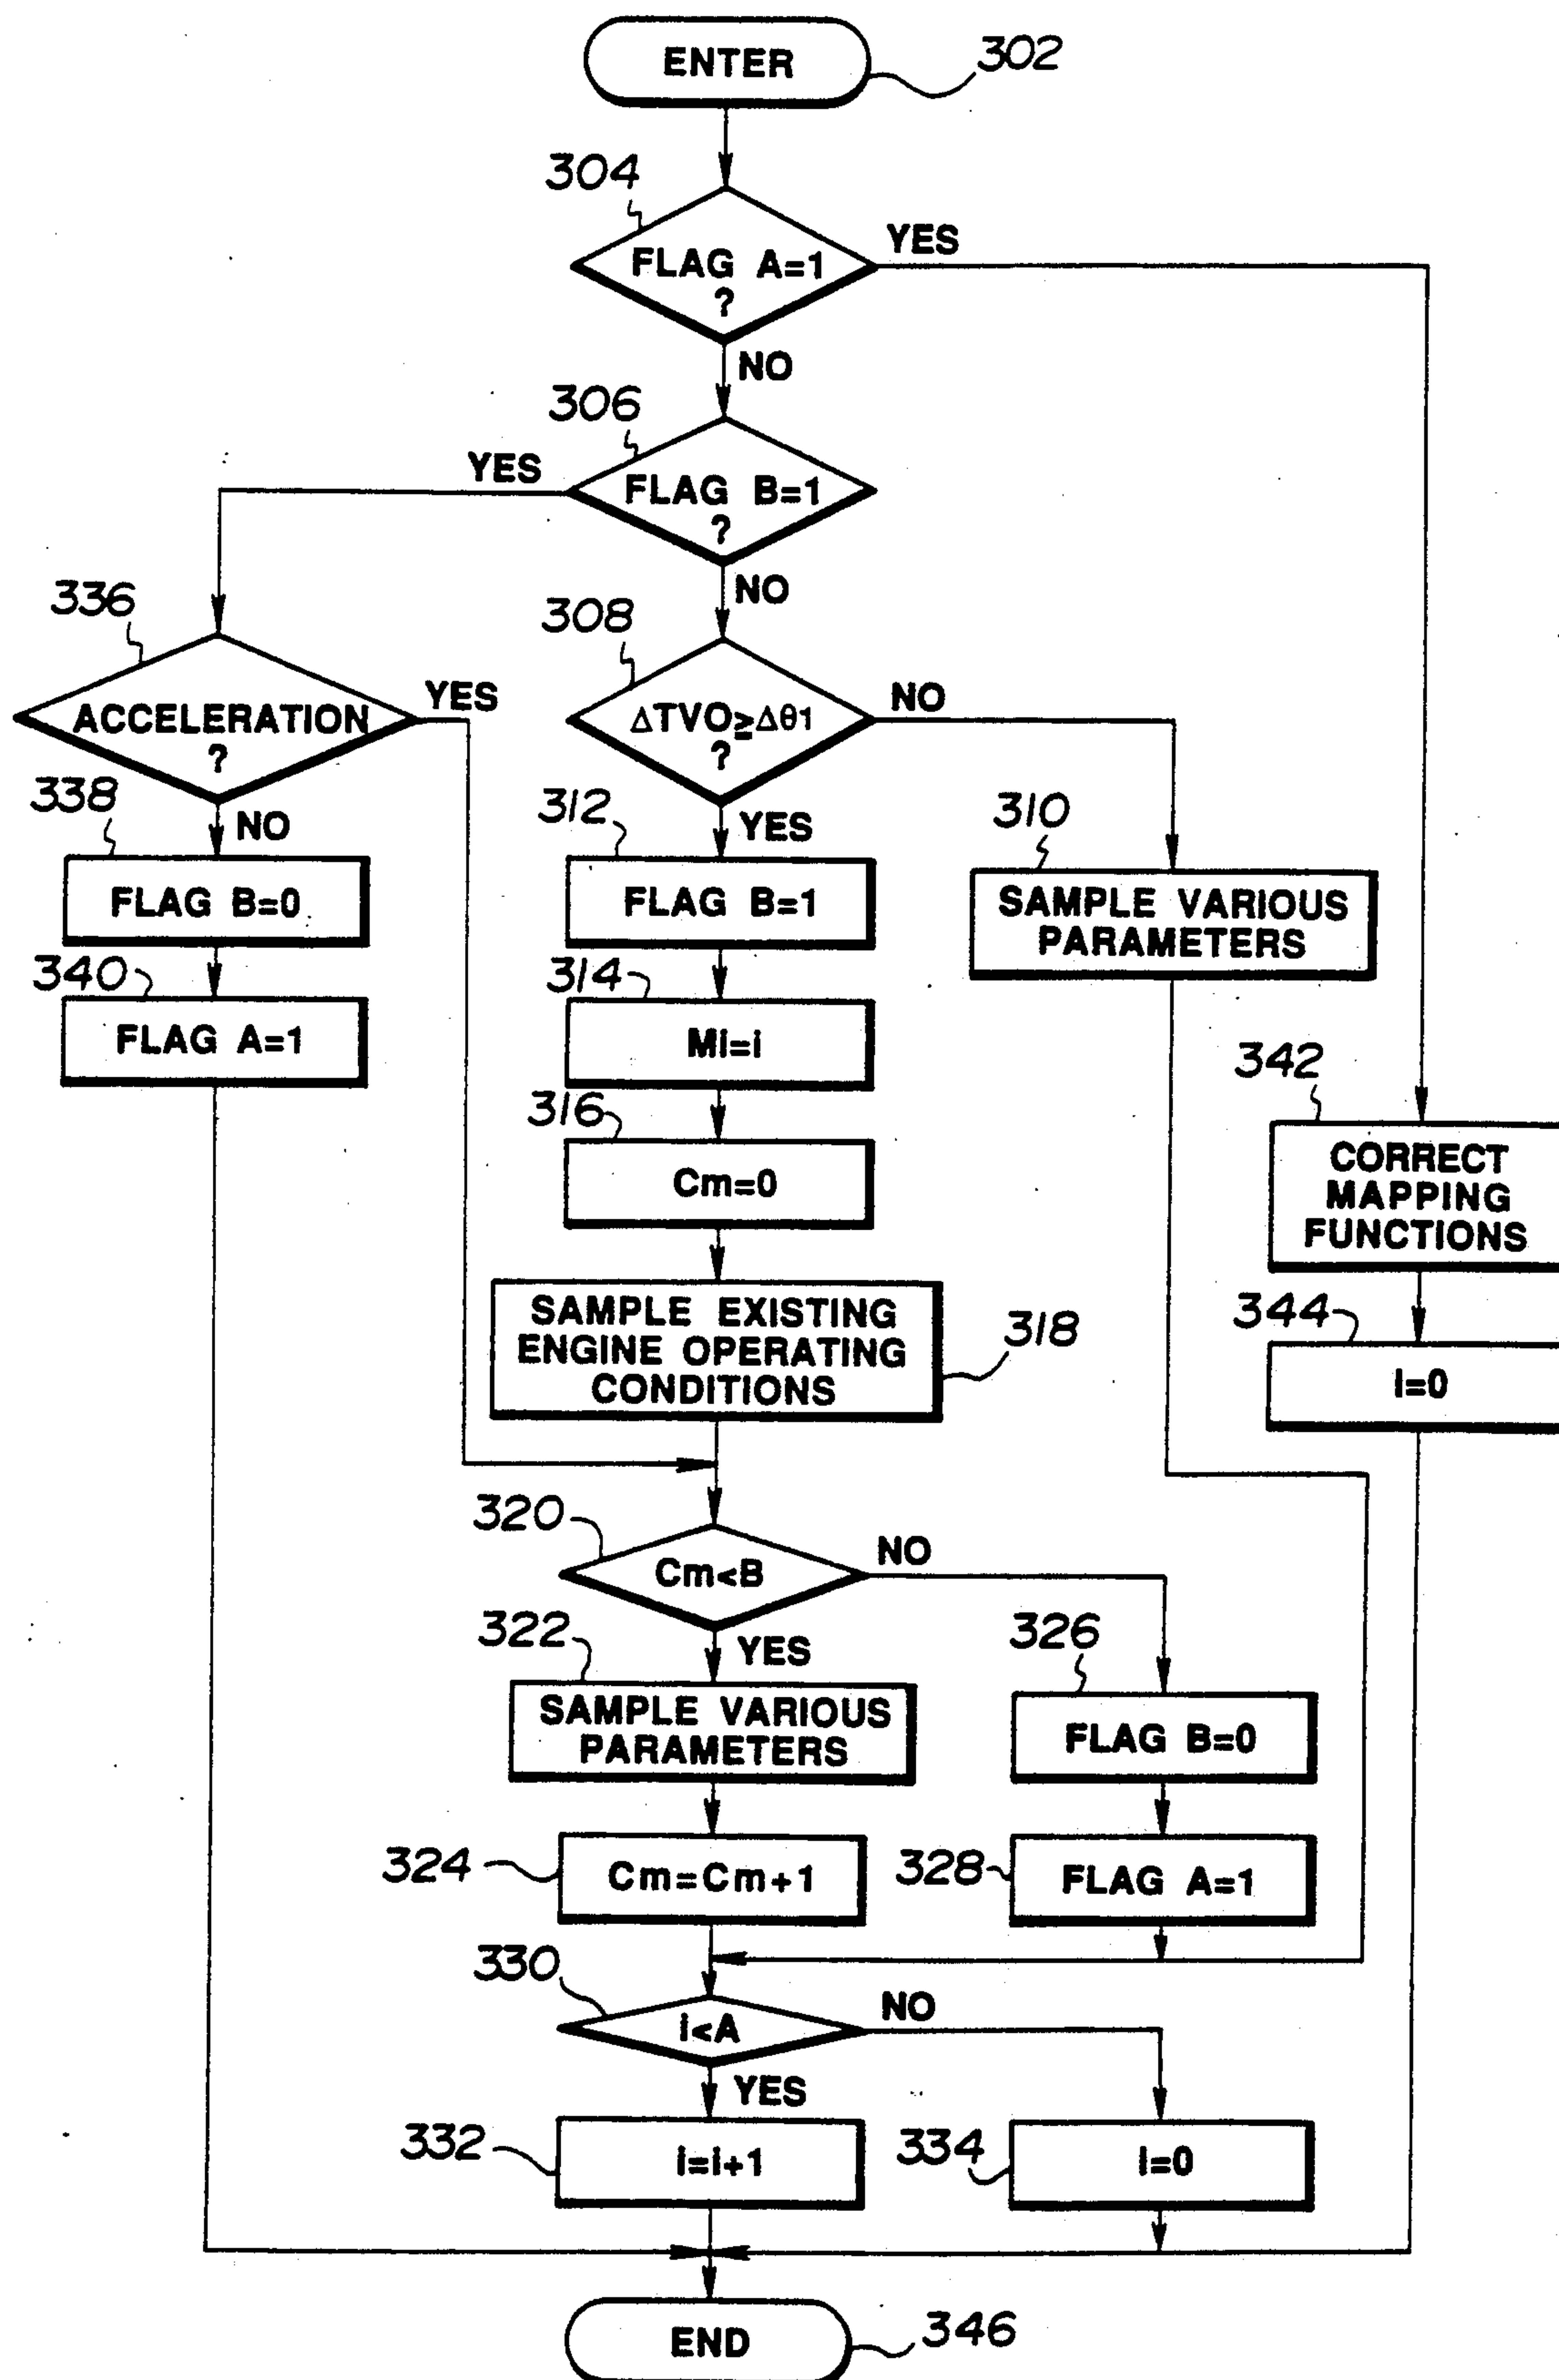 ENTER
302
304
FLAG A=1
?
YES
NO
306
YES
FLAG B=1
?
NO
336
ACCELERATION
?
YES
NO
308
ΔTVO≥Δθ1
?
NO
YES
338
FLAG B=0
340
FLAG A=1
312
FLAG B=1
310
SAMPLE VARIOUS
PARAMETERS
314
Mi=i
316
Cm=0
342
CORRECT
MAPPING
FUNCTIONS
SAMPLE EXISTING
ENGINE OPERATING
CONDITIONS
318
344
i=0
320
Cm<B
NO
YES
322
SAMPLE VARIOUS
PARAMETERS
326
FLAG B=0
324
Cm=Cm+1
328
FLAG A=1
330
i<A
NO
YES
332
i=i+1
334
i=0
END
346